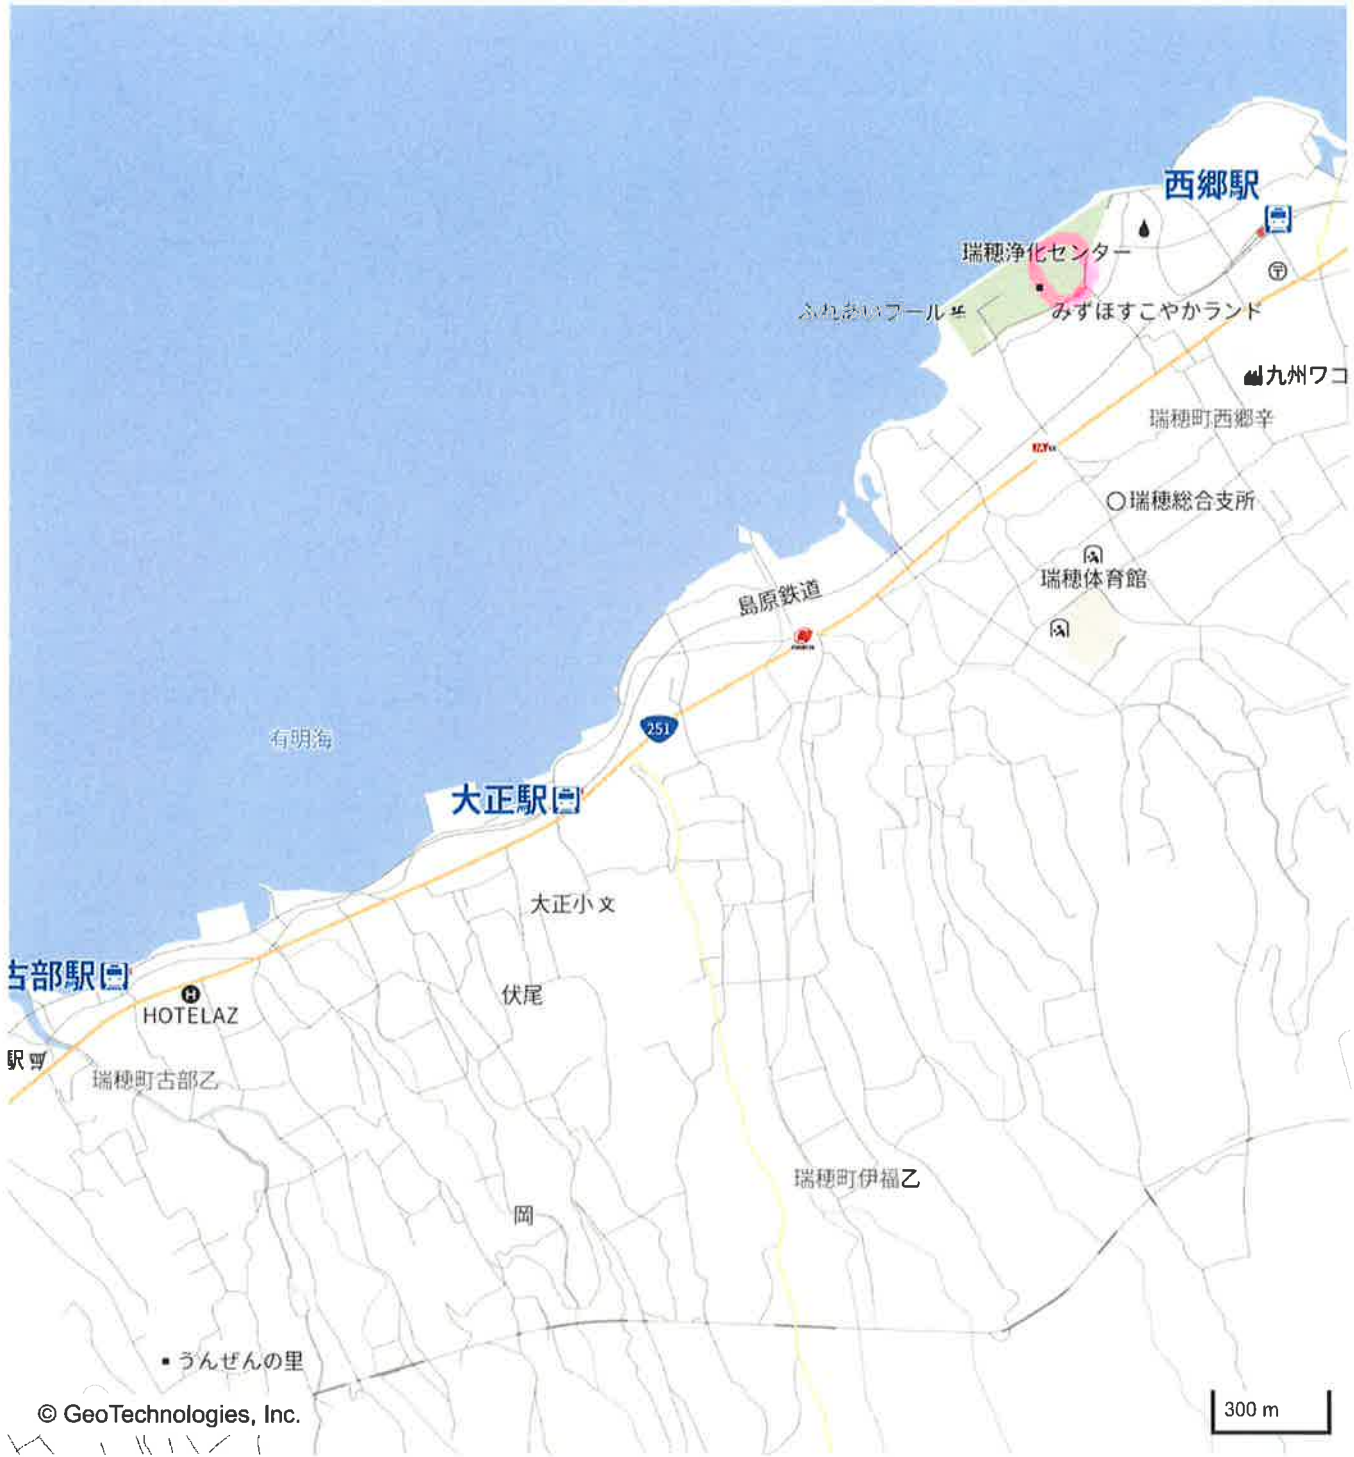 西郷駅
瑞穂浄化センター
ふれあいプール
みずほすこやかランド
九州ワコ
瑞穂町西郷辛
瑞穂総合支所
瑞穂体育館
島原鉄道
251
有明海
大正駅
大正小 文
古部駅
HOTELAZ
伏尾
駅
瑞穂町古部乙
瑞穂町伊福乙
岡
うんぜんの里
© GeoTechnologies, Inc.
300 m